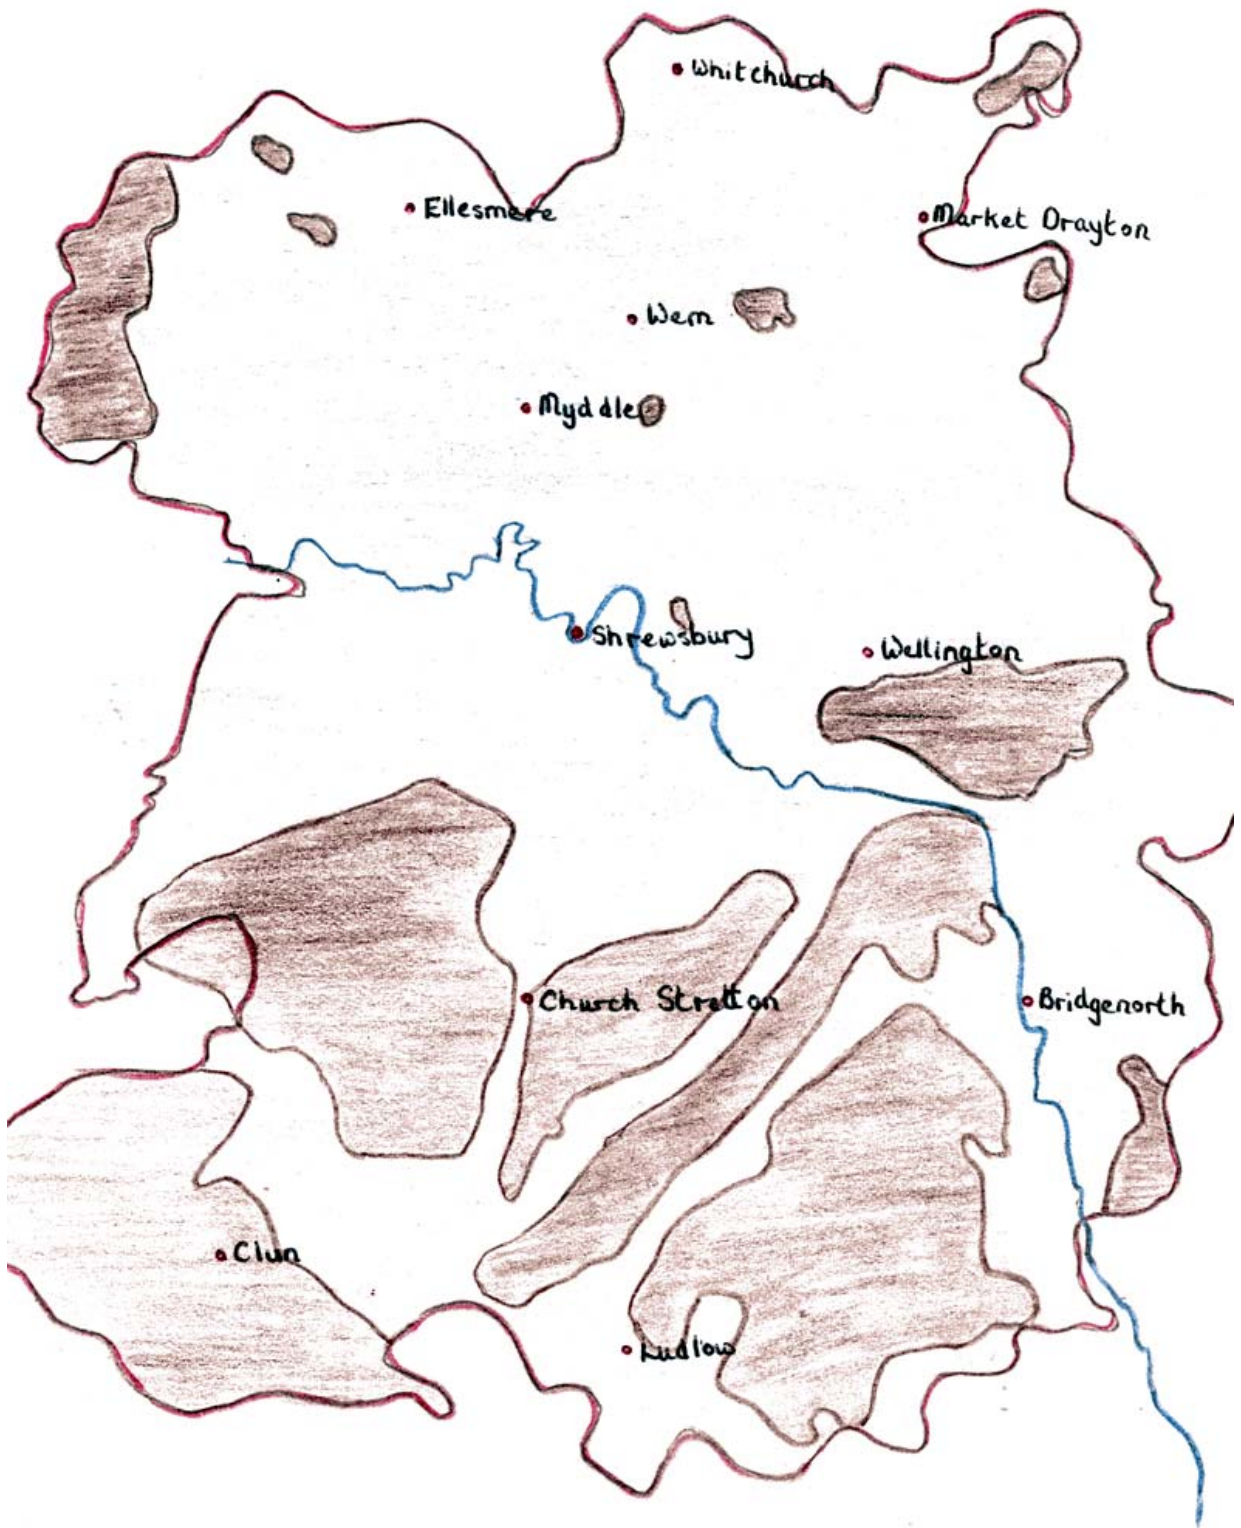 Whitchurch
Ellesmere
Market Drayton
Wem
Myddle
Shrewsbury
Wellington
Church Stretton
Bridgenorth
Clun
Ludlow